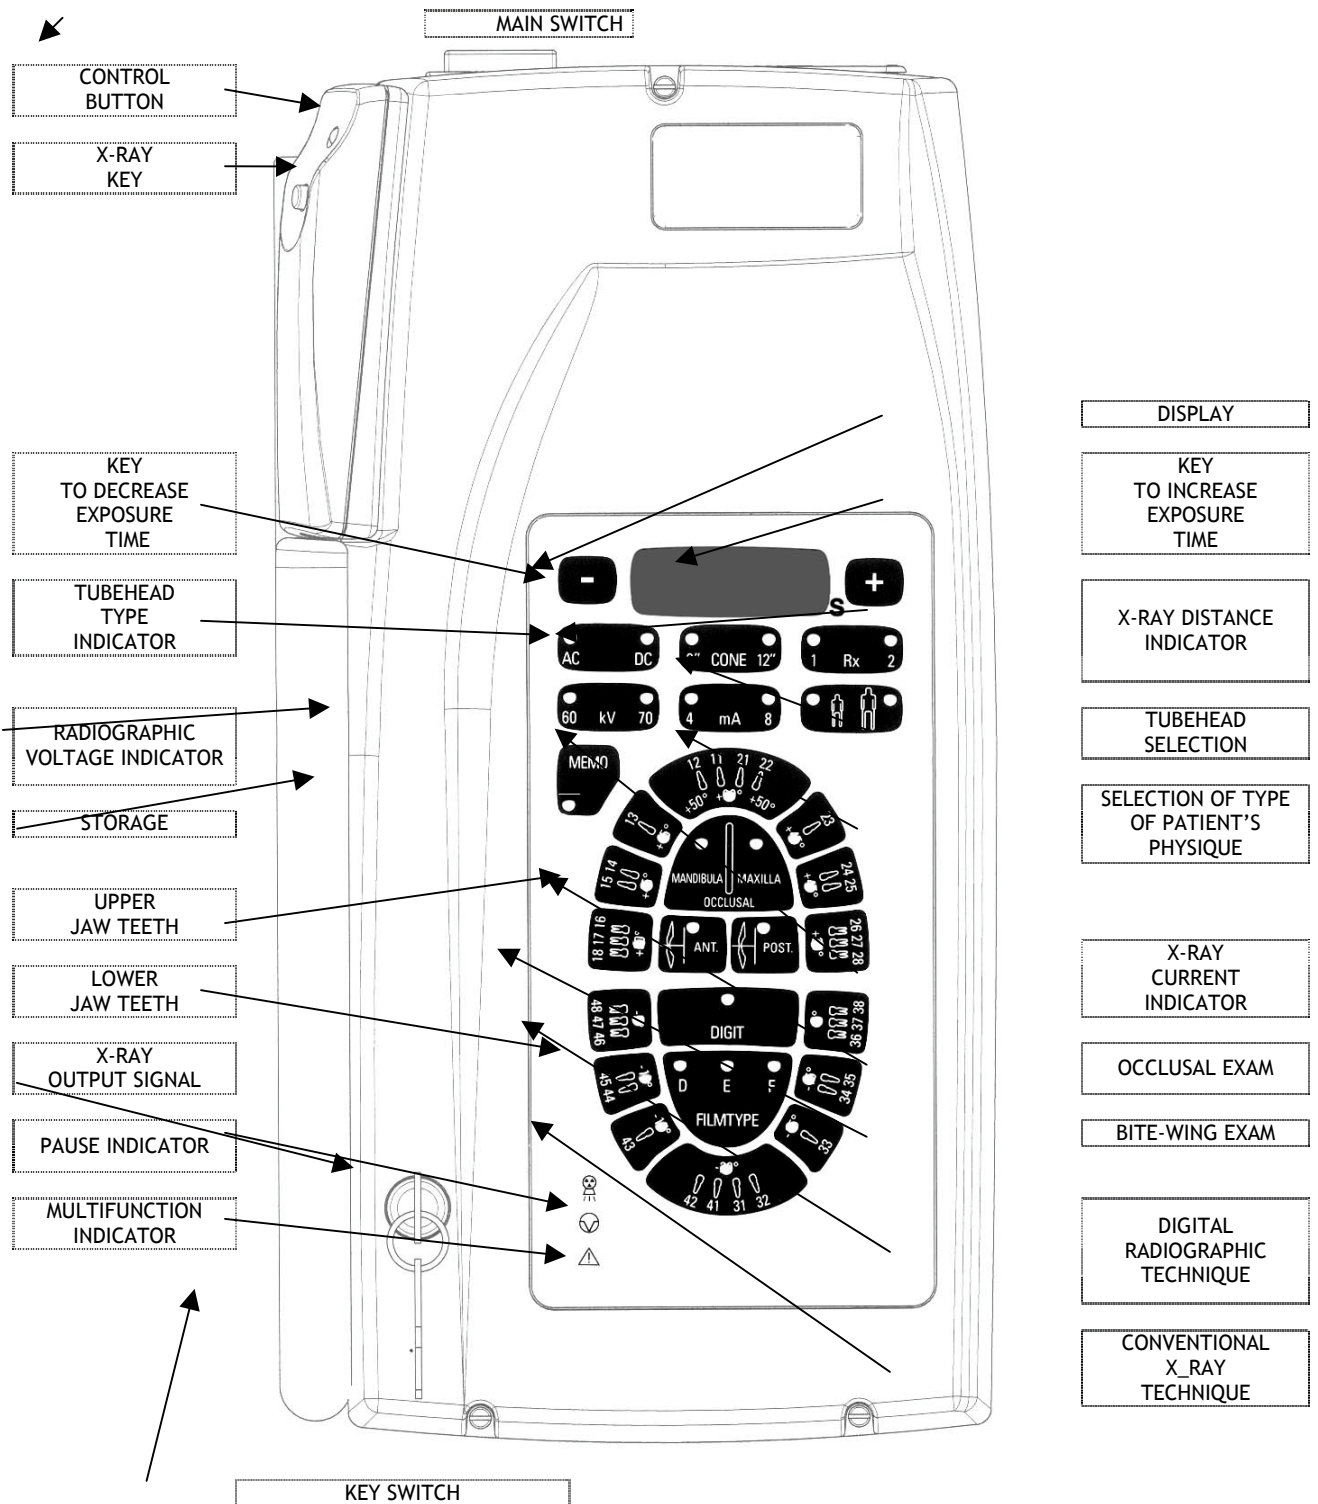 MAIN SWITCH
CONTROL
BUTTON
X-RAY
KEY
KEY
TO DECREASE
EXPOSURE
TIME
TUBEHEAD
TYPE
INDICATOR
RADIOGRAPHIC
VOLTAGE INDICATOR
STORAGE
UPPER
JAW TEETH
LOWER
JAW TEETH
X-RAY
OUTPUT SIGNAL
PAUSE INDICATOR
MULTIFUNCTION
INDICATOR
- +
S
AC DC
CONE 12"
1 Rx 2
60 kV 70
4 mA 8
MEMO
12 11 21 22
+50° +50°
13
23
15 14
24 25
MANDIBULA MAXILLA
OCCLUSAL
18 17 16
ANT.
POST.
26 27 28
48 47 46
DIGIT
36 37 38
45 44
D E F
FILMTYPE
34 35
43
33
42 41 31 32
DISPLAY
KEY
TO INCREASE
EXPOSURE
TIME
X-RAY DISTANCE
INDICATOR
TUBEHEAD
SELECTION
SELECTION OF TYPE
OF PATIENT’S
PHYSIQUE
X-RAY
CURRENT
INDICATOR
OCCLUSAL EXAM
BITE-WING EXAM
DIGITAL
RADIOGRAPHIC
TECHNIQUE
CONVENTIONAL
X_RAY
TECHNIQUE
KEY SWITCH